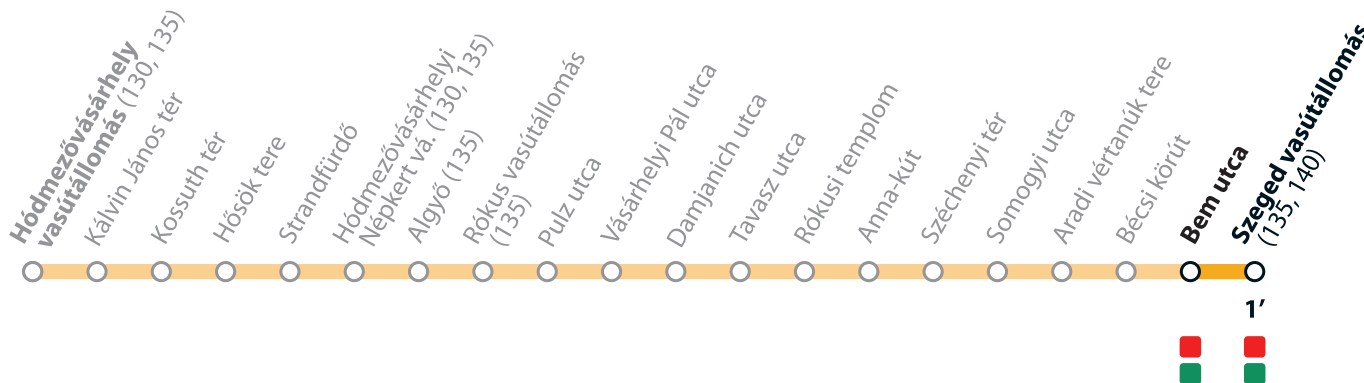 Hódmezővásárhely
vasútállomás (130, 135)
Kálvin János tér
Kossuth tér
Hősök tere
Strandfürdő
Hódmezővásárhelyi
Népkert vá. (130, 135)
Algyő (135)
Rókus vasútállomás
(135)
Pulz utca
Vásárhelyi Pál utca
Damjanich utca
Tavasz utca
Rókusi templom
Anna-kút
Széchenyi tér
Somogyi utca
Aradi vértanúk tere
Bécsi körút
Bem utca
Szeged vasútállomás
(135, 140)
1’